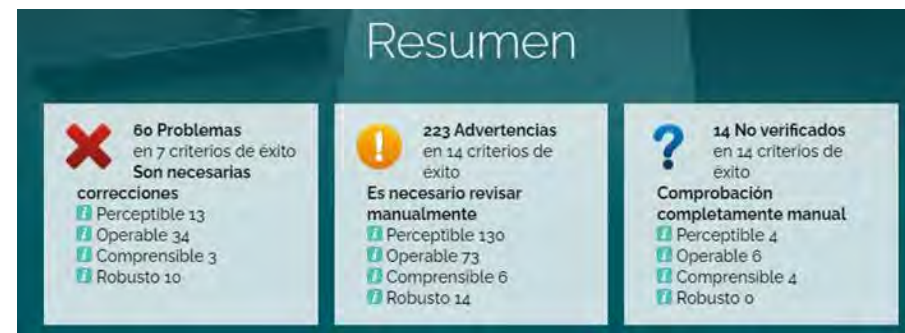 Resumen
60 Problemas
en 7 criterios de éxito
Son necesarias
correcciones
Perceptible 13
Operable 34
Comprensible 3
Robusto 10
223 Advertencias
en 14 criterios de
éxito
Es necesario revisar
manualmente
Perceptible 130
Operable 73
Comprensible 6
Robusto 14
14 No verificados
en 14 criterios de
éxito
Comprobación
completamente manual
Perceptible 4
Operable 6
Comprensible 4
Robusto 0